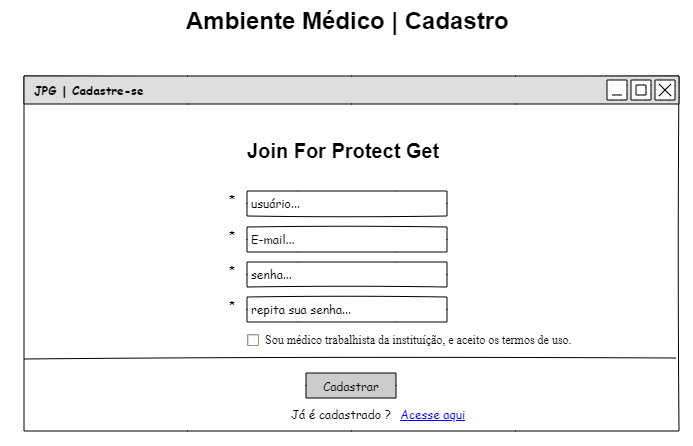 Ambiente Médico | Cadastro
JPG | Cadastre-se
Join For Protect Get
* usuário...
* E-mail...
* senha...
* repita sua senha...
Sou médico trabalhista da instituíção, e aceito os termos de uso.
Cadastrar
Já é cadastrado ? Acesse aqui